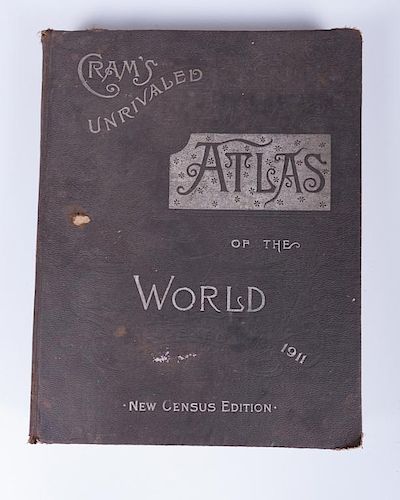 CRAM'S
UNRIVALED
ATLAS
OF THE
WORLD
1911
· NEW CENSUS EDITION ·